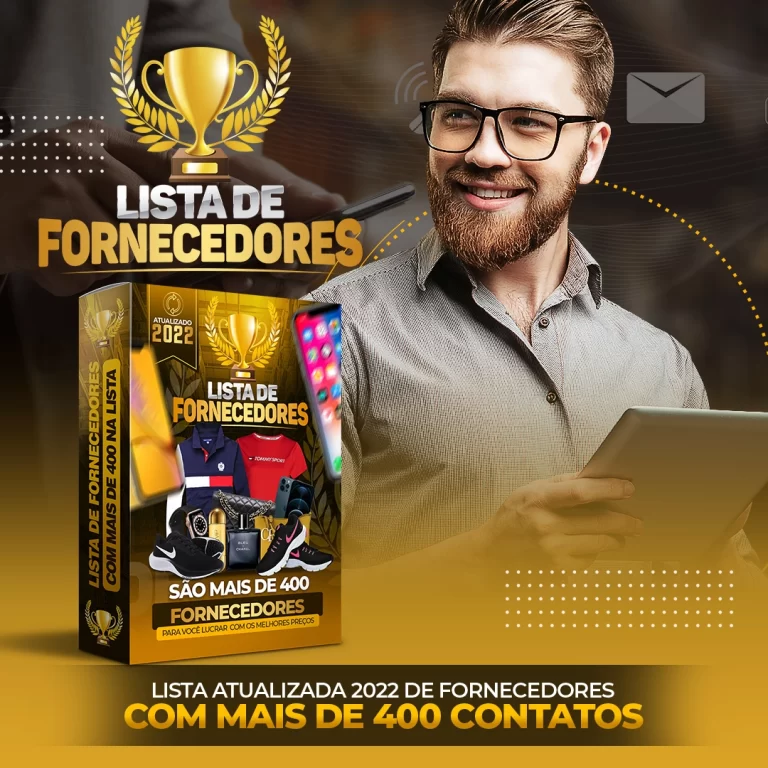 LISTA DE
FORNECEDORES
ATUALIZADO
2022
LISTA DE
FORNECEDORES
TOMMY SPORT
SÃO MAIS DE 400
FORNECEDORES
PARA VOCÊ LUCRAR COM OS MELHORES PREÇOS
LISTA DE FORNECEDORES
COM MAIS DE 400 NA LISTA
LISTA ATUALIZADA 2022 DE FORNECEDORES
COM MAIS DE 400 CONTATOS